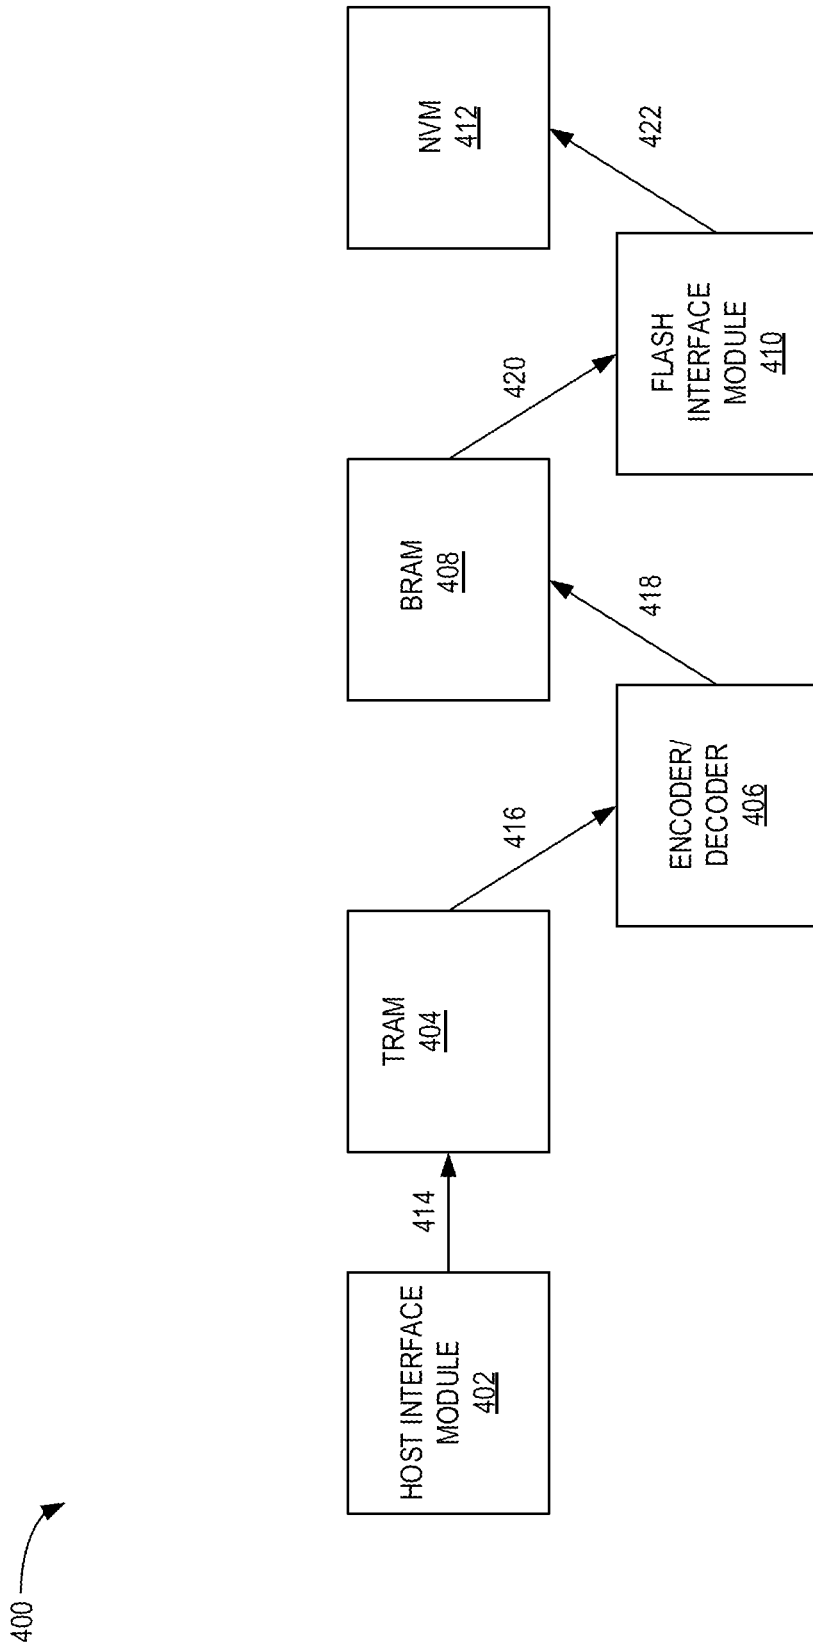 400
HOST INTERFACE
MODULE
402
414
TRAM
404
416
ENCODER/
DECODER
406
418
BRAM
408
420
FLASH
INTERFACE
MODULE
410
422
NVM
412